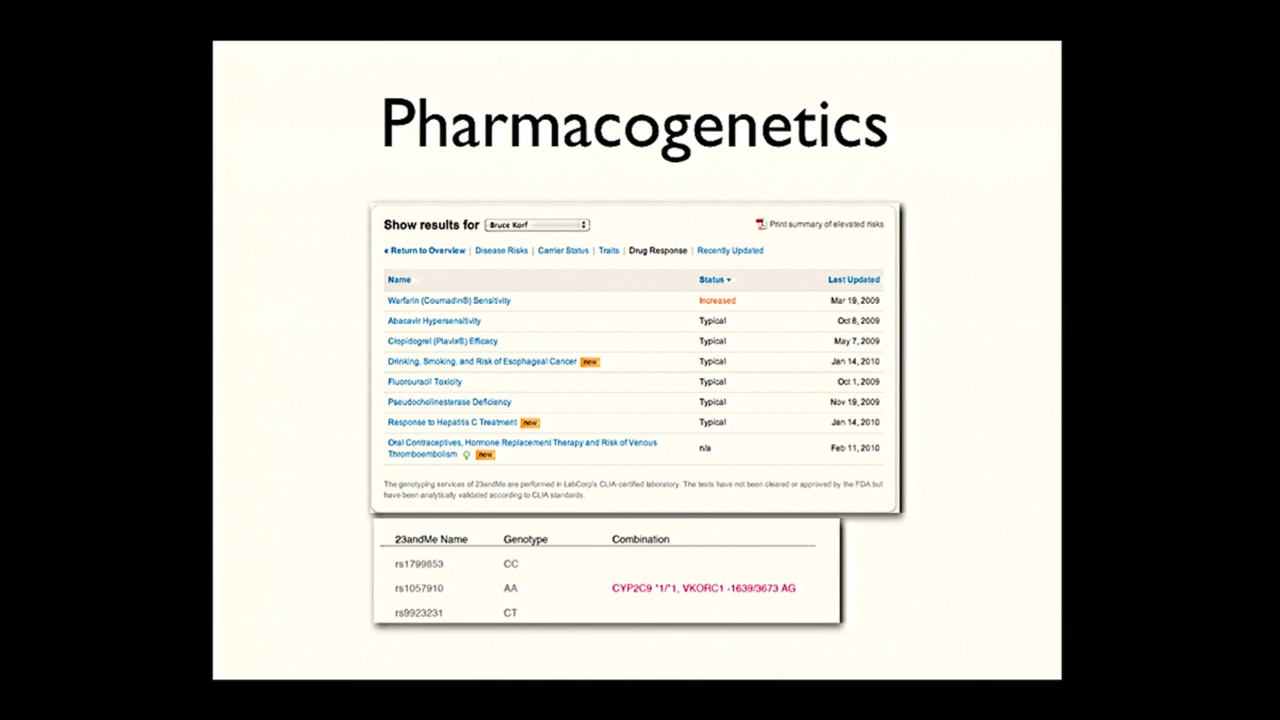 Pharmacogenetics
Show results for Bruce Korf Print summary of elevated risks
« Return to Overview | Disease Risks | Carrier Status | Traits | Drug Response | Recently Updated
Name Status Last Updated
Warfarin (Coumadin®) Sensitivity Increased Mar 19, 2009
Abacavir Hypersensitivity Typical Oct 8, 2009
Clopidogrel (Plavix®) Efficacy Typical May 7, 2009
Drinking, Smoking, and Risk of Esophageal Cancer new Typical Jan 14, 2010
Fluorouracil Toxicity Typical Oct 1, 2009
Pseudocholinesterase Deficiency Typical Nov 19, 2009
Response to Hepatitis C Treatment new Typical Jan 14, 2010
Oral Contraceptives, Hormone Replacement Therapy and Risk of Venous
Thromboembolism new n/a Feb 11, 2010
The genotyping services of 23andMe are performed in LabCorp's CLIA-certified laboratory. The tests have not been cleared or approved by the FDA but
have been analytically validated according to CLIA standards.
23andMe Name Genotype Combination
rs1799853 CC
rs1057910 AA CYP2C9 *1/*1, VKORC1 -1639/3673 AG
rs9923231 CT